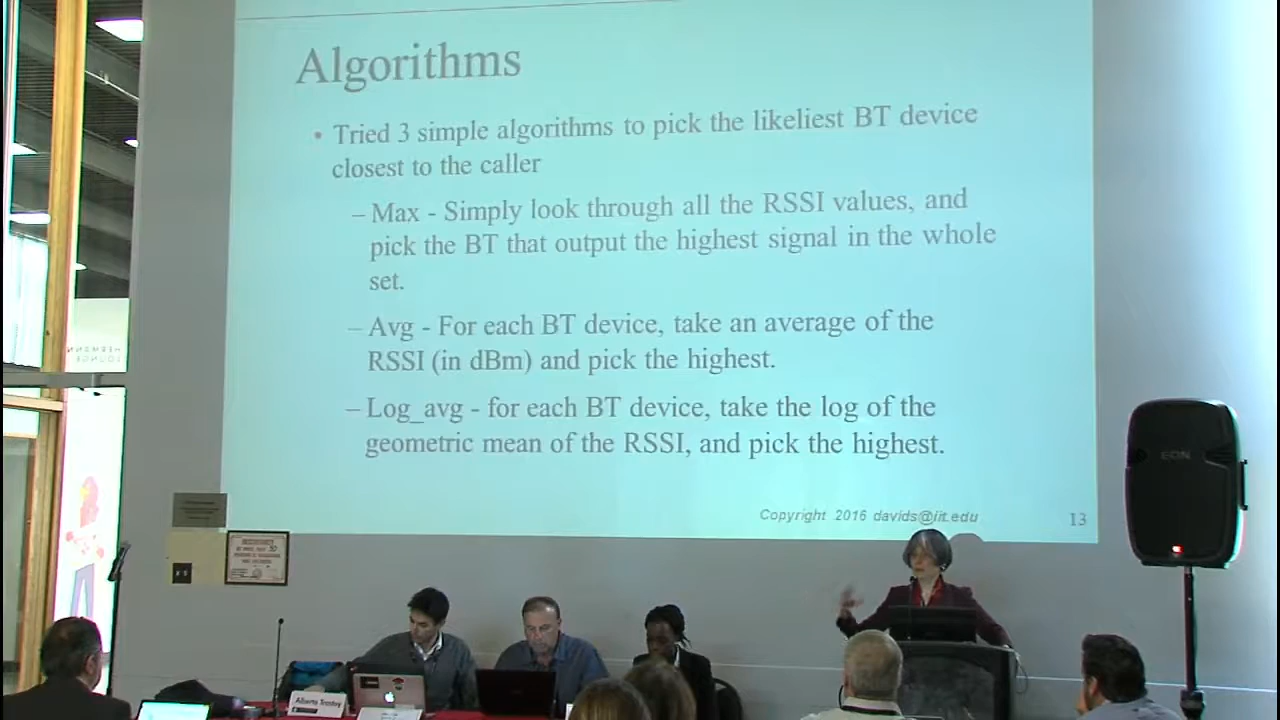 Algorithms
• Tried 3 simple algorithms to pick the likeliest BT device
closest to the caller
– Max - Simply look through all the RSSI values, and
pick the BT that output the highest signal in the whole
set.
– Avg - For each BT device, take an average of the
RSSI (in dBm) and pick the highest.
– Log_avg - for each BT device, take the log of the
geometric mean of the RSSI, and pick the highest.
Copyright 2016 davids@iit.edu
13
HERMANN
LOUNGE
EON